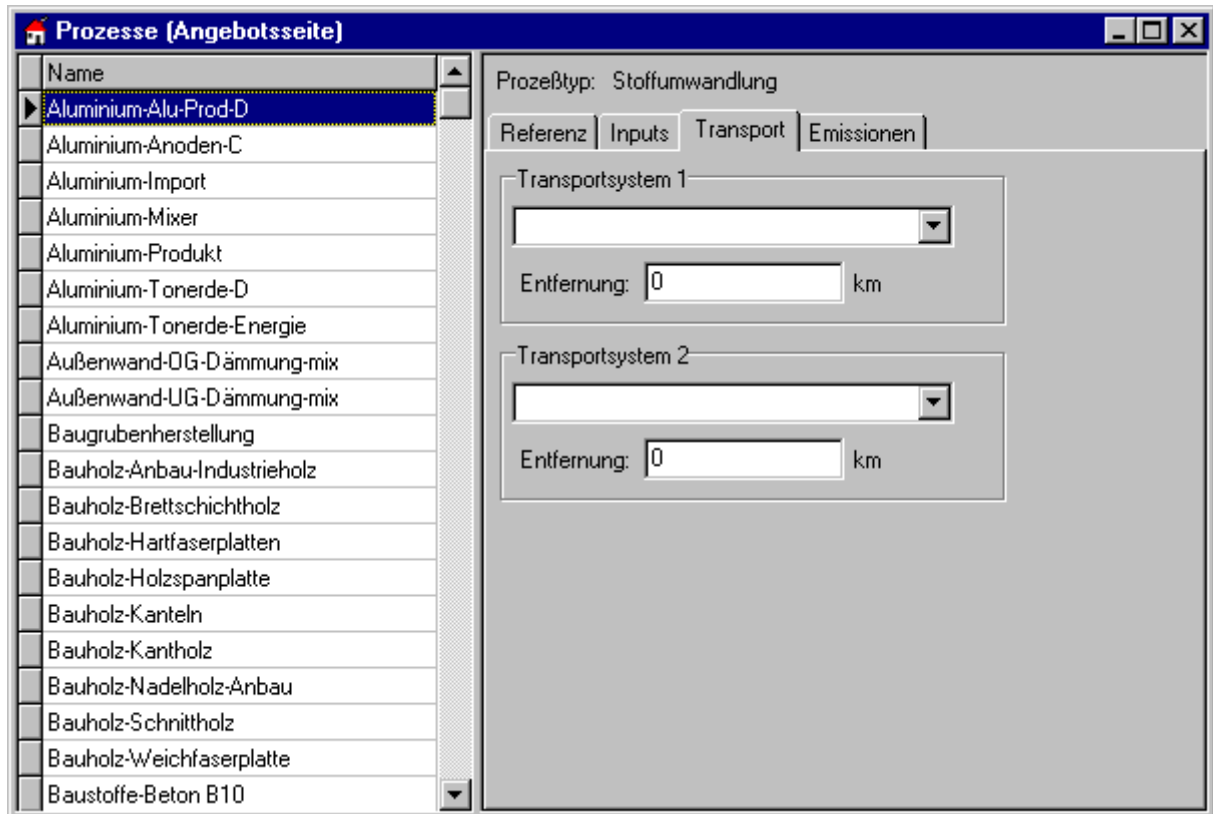 Prozesse (Angebotsseite)
Name
Aluminium-Alu-Prod-D
Aluminium-Anoden-C
Aluminium-Import
Aluminium-Mixer
Aluminium-Produkt
Aluminium-Tonerde-D
Aluminium-Tonerde-Energie
Außenwand-OG-Dämmung-mix
Außenwand-UG-Dämmung-mix
Baugrubenherstellung
Bauholz-Anbau-Industrieholz
Bauholz-Brettschichtholz
Bauholz-Hartfaserplatten
Bauholz-Holzspanplatte
Bauholz-Kanteln
Bauholz-Kantholz
Bauholz-Nadelholz-Anbau
Bauholz-Schnittholz
Bauholz-Weichfaserplatte
Baustoffe-Beton B10
Prozeßtyp: Stoffumwandlung
Referenz Inputs Transport Emissionen
Transportsystem 1
Entfernung: 0 km
Transportsystem 2
Entfernung: 0 km